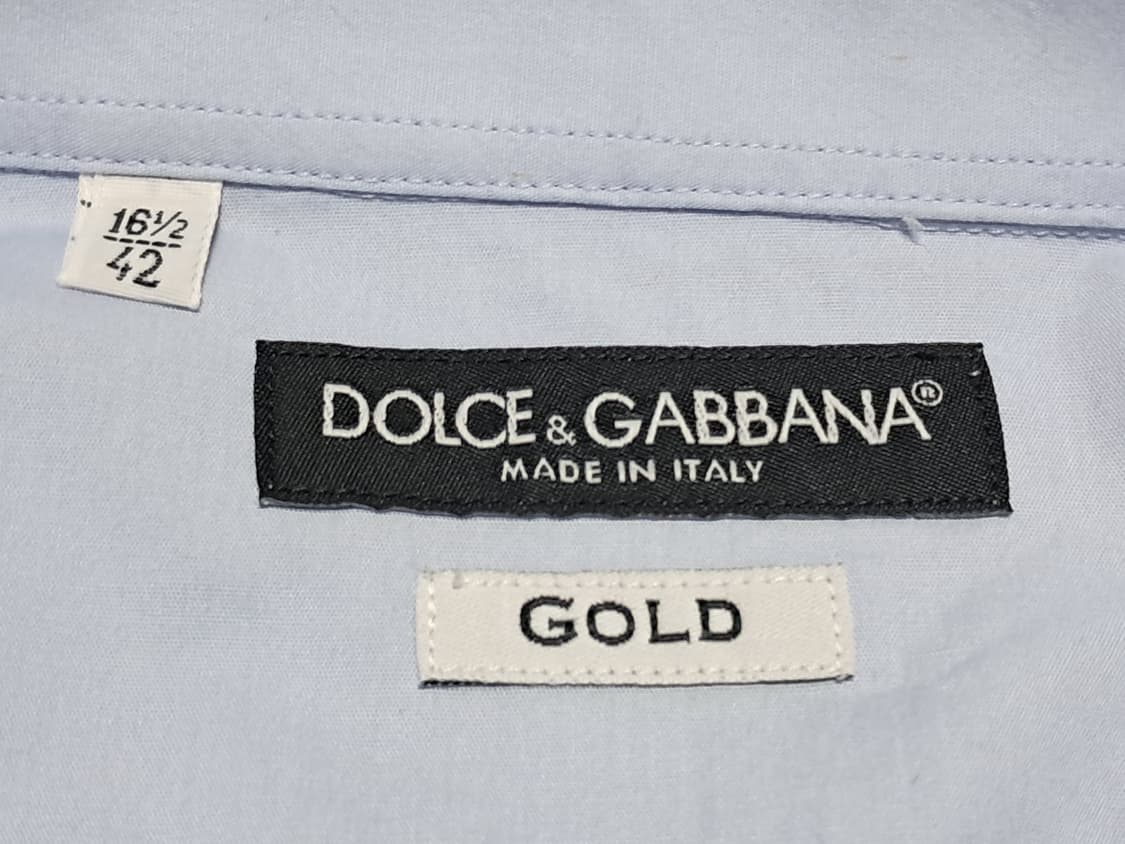 16½
42
DOLCE & GABBANA®
MADE IN ITALY
GOLD